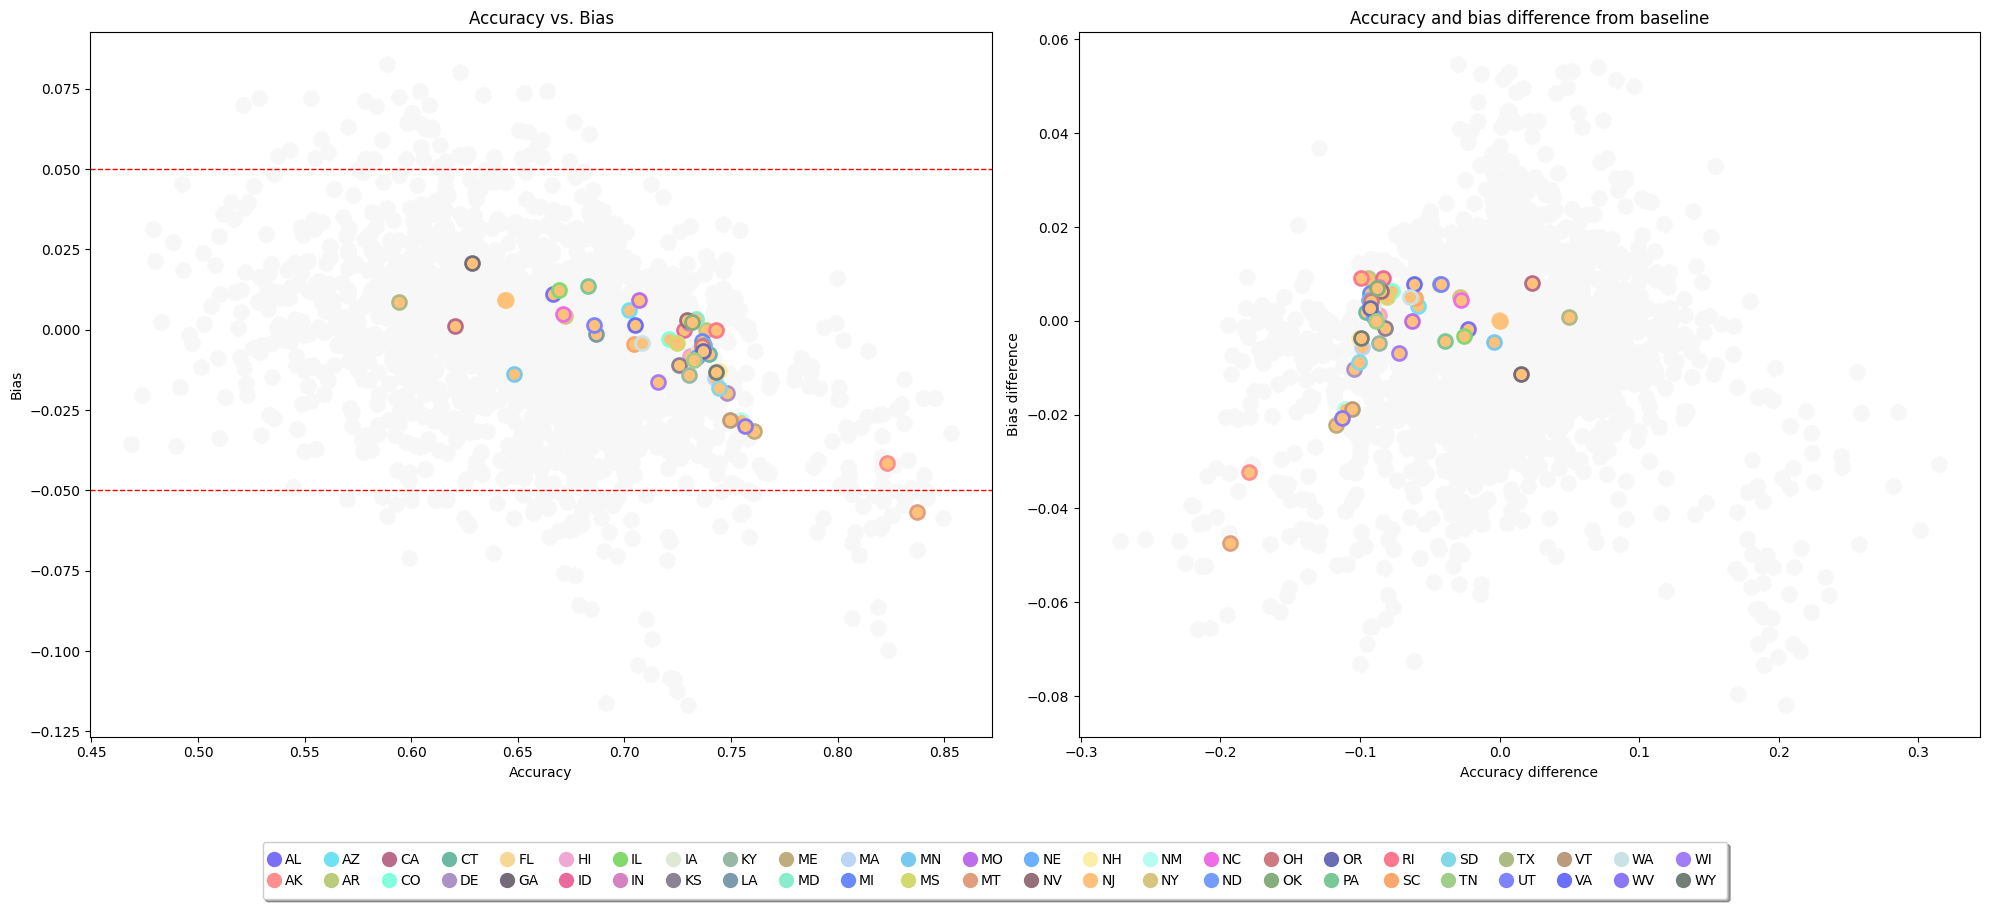 Accuracy vs. Bias
Accuracy and bias difference from baseline
Bias
0.075
0.050
0.025
0.000
−0.025
−0.050
−0.075
−0.100
−0.125
0.45 0.50 0.55 0.60 0.65 0.70 0.75 0.80 0.85
Accuracy
Bias difference
0.06
0.04
0.02
0.00
−0.02
−0.04
−0.06
−0.08
−0.3 −0.2 −0.1 0.0 0.1 0.2 0.3
Accuracy difference
AL AZ CA CT FL HI IL IA KY ME MA MN MO NE NH NM NC OH OR RI SD TX VT WA WI
AK AR CO DE GA ID IN KS LA MD MI MS MT NV NJ NY ND OK PA SC TN UT VA WV WY